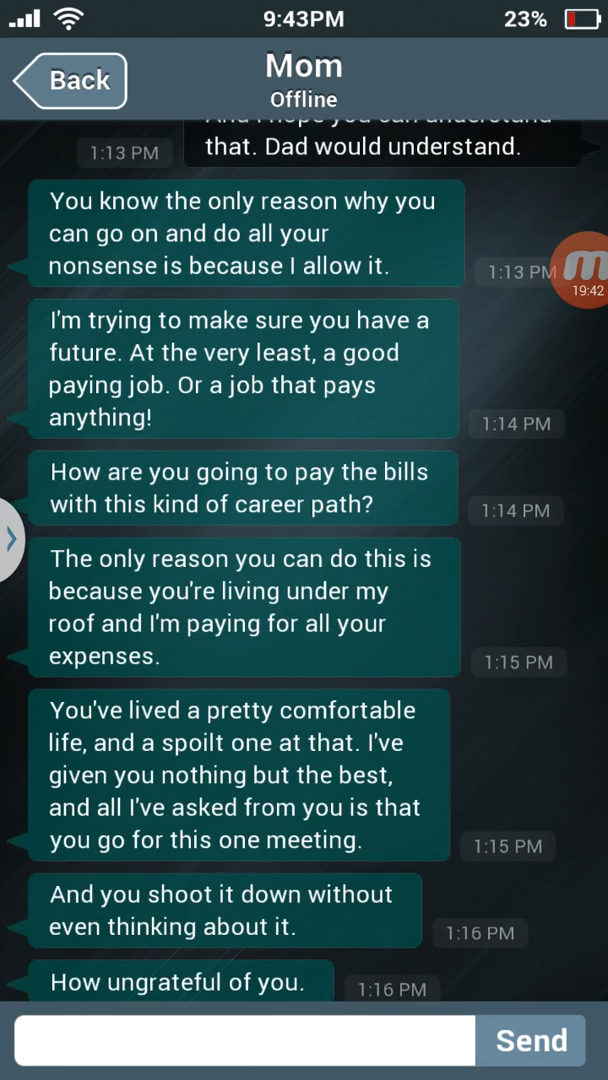 9:43PM
23%
Back
Mom
Offline
And I hope you can understand
that. Dad would understand.
1:13 PM
You know the only reason why you
can go on and do all your
nonsense is because I allow it.
1:13 PM
19:42
I'm trying to make sure you have a
future. At the very least, a good
paying job. Or a job that pays
anything!
1:14 PM
How are you going to pay the bills
with this kind of career path?
1:14 PM
The only reason you can do this is
because you're living under my
roof and I'm paying for all your
expenses.
1:15 PM
You've lived a pretty comfortable
life, and a spoilt one at that. I've
given you nothing but the best,
and all I've asked from you is that
you go for this one meeting.
1:15 PM
And you shoot it down without
even thinking about it.
1:16 PM
How ungrateful of you.
1:16 PM
Send